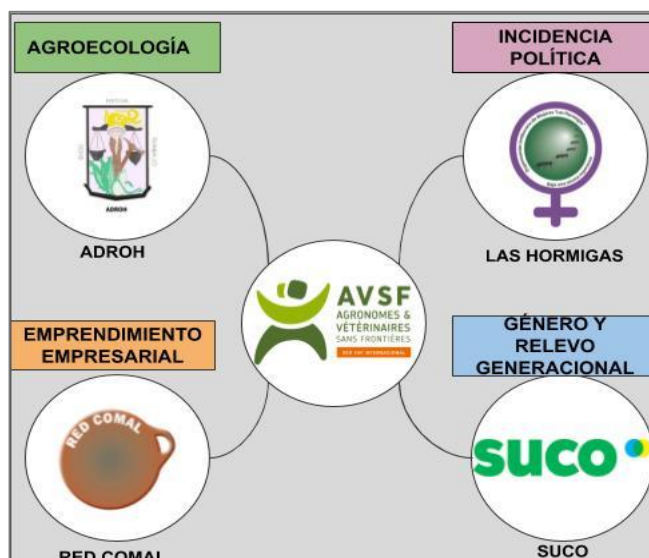 AGROECOLOGÍA
ADROH
ADROH
INCIDENCIA
POLÍTICA
LAS HORMIGAS
AVSF
AGRONOMES &
VÉTÉRINAIRES
SANS FRONTIÈRES
EMPRENDIMIENTO
EMPRESARIAL
RED COMAL
RED COMAL
GÉNERO Y
RELEVO
GENERACIONAL
suco
SUCO